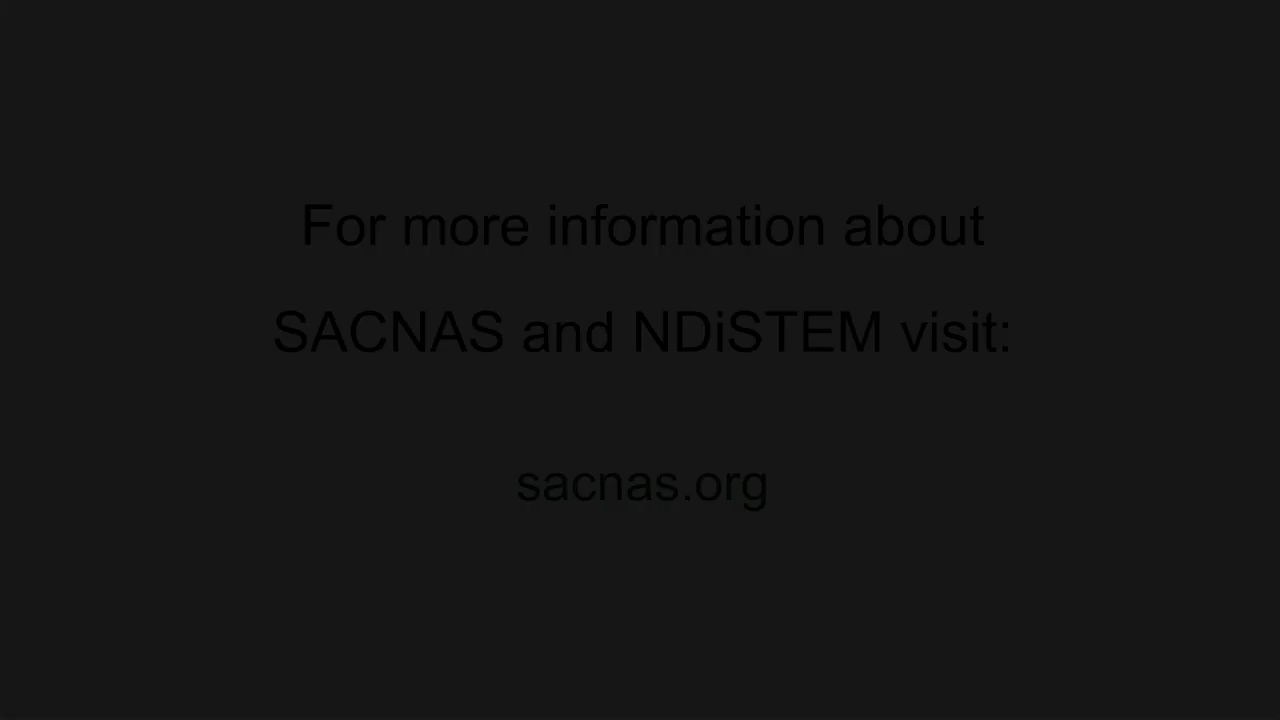 For more information about
SACNAS and NDiSTEM visit:
sacnas.org